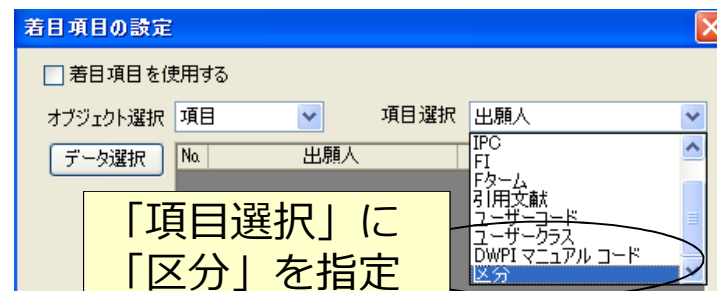 着目項目の設定
着目項目を使用する
オブジェクト選択 項目 項目選択 出願人
データ選択 No. 出願人
IPC
FI
Fターム
引用文献
ユーザーコード
ユーザークラス
DWPI マニュアル コード
区分
「項目選択」に
「区分」を指定